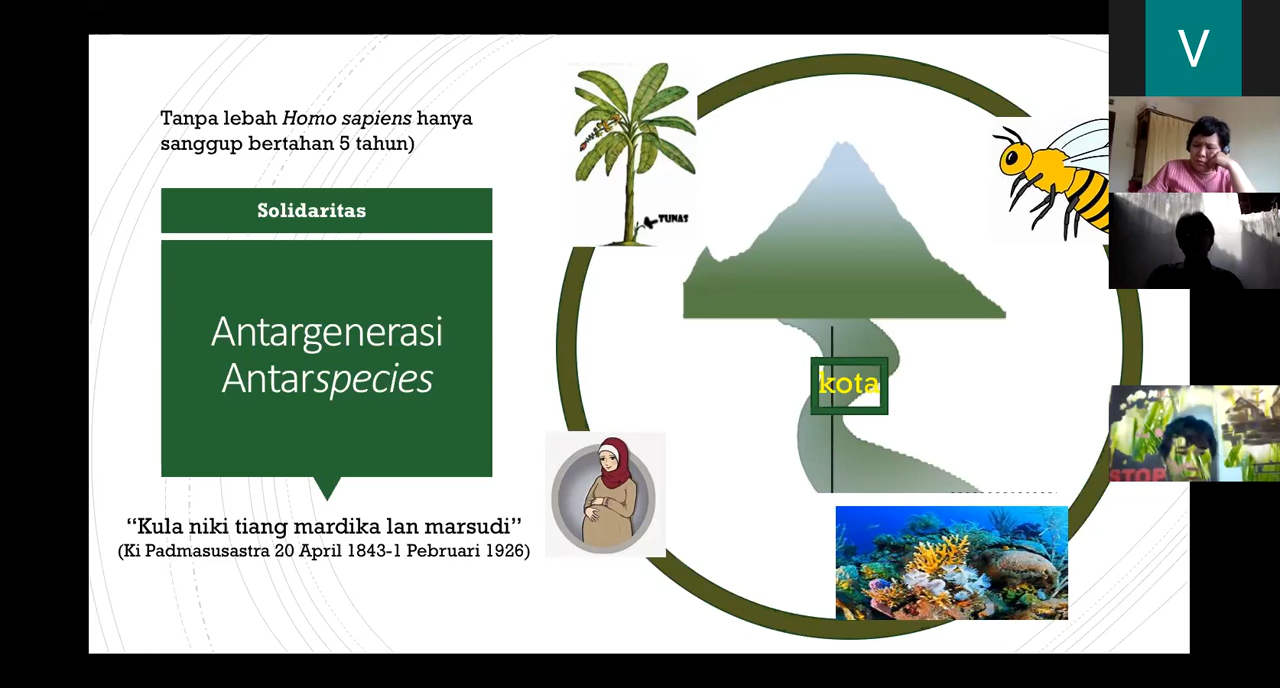 Tanpa lebah Homo sapiens hanya
sanggup bertahan 5 tahun)
Solidaritas
Antargenerasi
Antarspecies
“Kula niki tiang mardika lan marsudi”
(Ki Padmasusastra 20 April 1843-1 Pebruari 1926)
TUNAS
kota
V
STOP